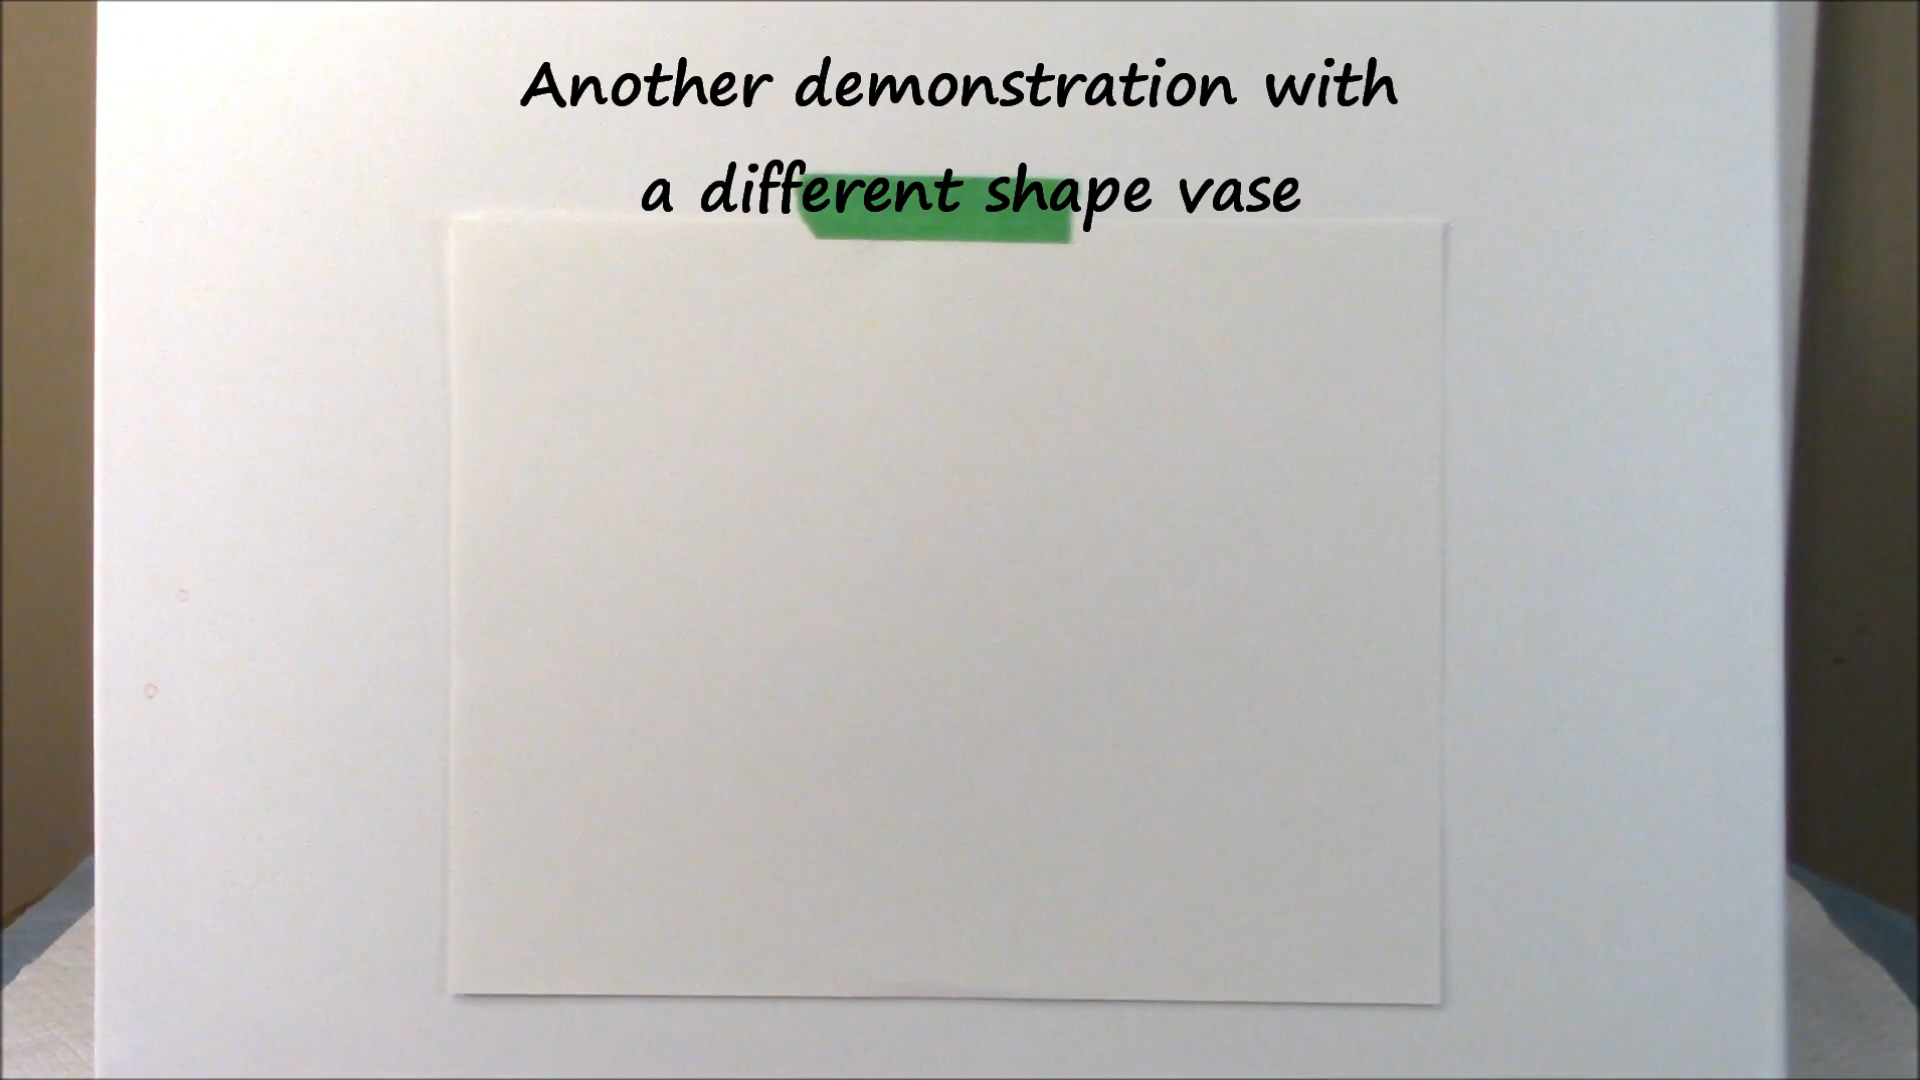 Another demonstration with
a different shape vase